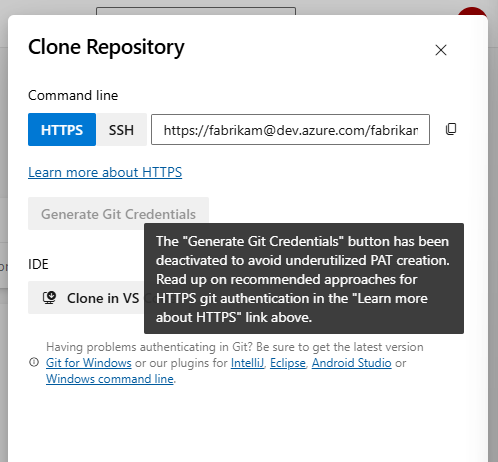 Clone Repository
Command line
HTTPS SSH https://fabrikam@dev.azure.com/fabrikan
Learn more about HTTPS
Generate Git Credentials
The "Generate Git Credentials" button has been
deactivated to avoid underutilized PAT creation.
Read up on recommended approaches for
HTTPS git authentication in the "Learn more
about HTTPS" link above.
IDE
Clone in VS
Having problems authenticating in Git? Be sure to get the latest version
Git for Windows or our plugins for IntelliJ, Eclipse, Android Studio or
Windows command line.